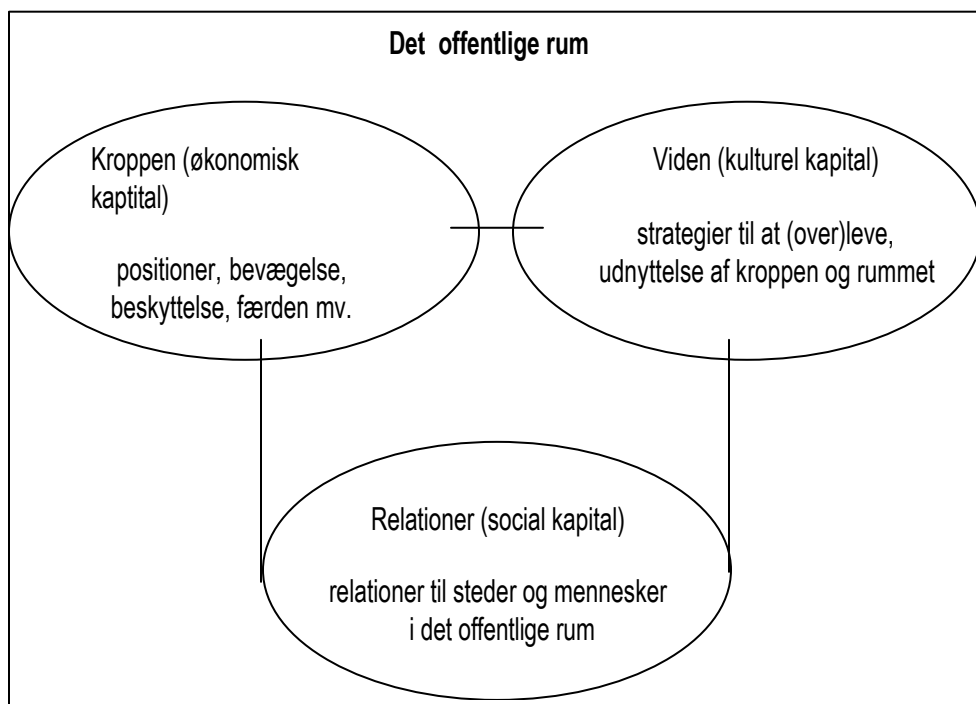 Det offentlige rum
Kroppen (økonomisk
kaptital)
positioner, bevægelse,
beskyttelse, færden mv.
Viden (kulturel kapital)
strategier til at (over)leve,
udnyttelse af kroppen og rummet
Relationer (social kapital)
relationer til steder og mennesker
i det offentlige rum